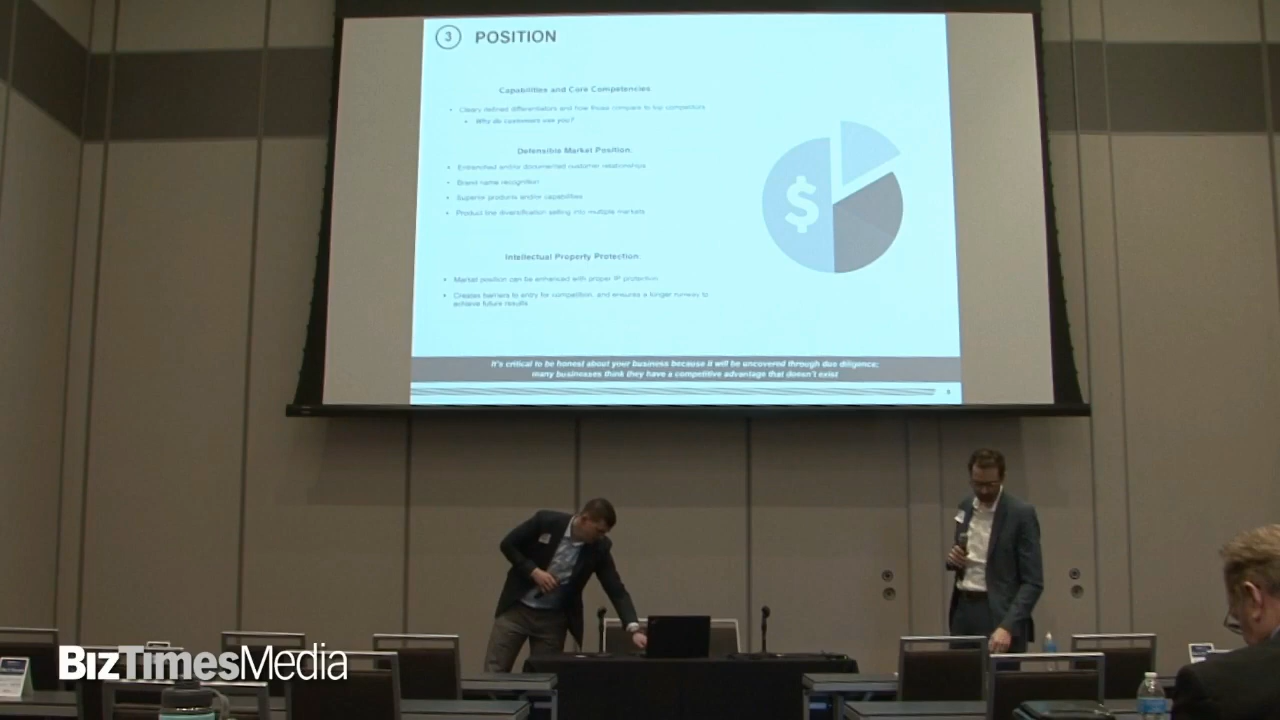 3 POSITION
Capabilities and Core Competencies
• Cleary defined differentiators and how those compare to top competitors
• Why do customers use you?
Defensible Market Position
• Entrenched and/or documented customer relationships
• Brand name recognition
• Superior products and/or capabilities
• Product line diversification selling into multiple markets
Intellectual Property Protection
• Market position can be enhanced with proper IP protection
• Creates barriers to entry for competition, and ensures a longer runway to
achieve future results
$
It's critical to be honest about your business because it will be uncovered through due diligence;
many businesses think they have a competitive advantage that doesn't exist
BizTimesMedia